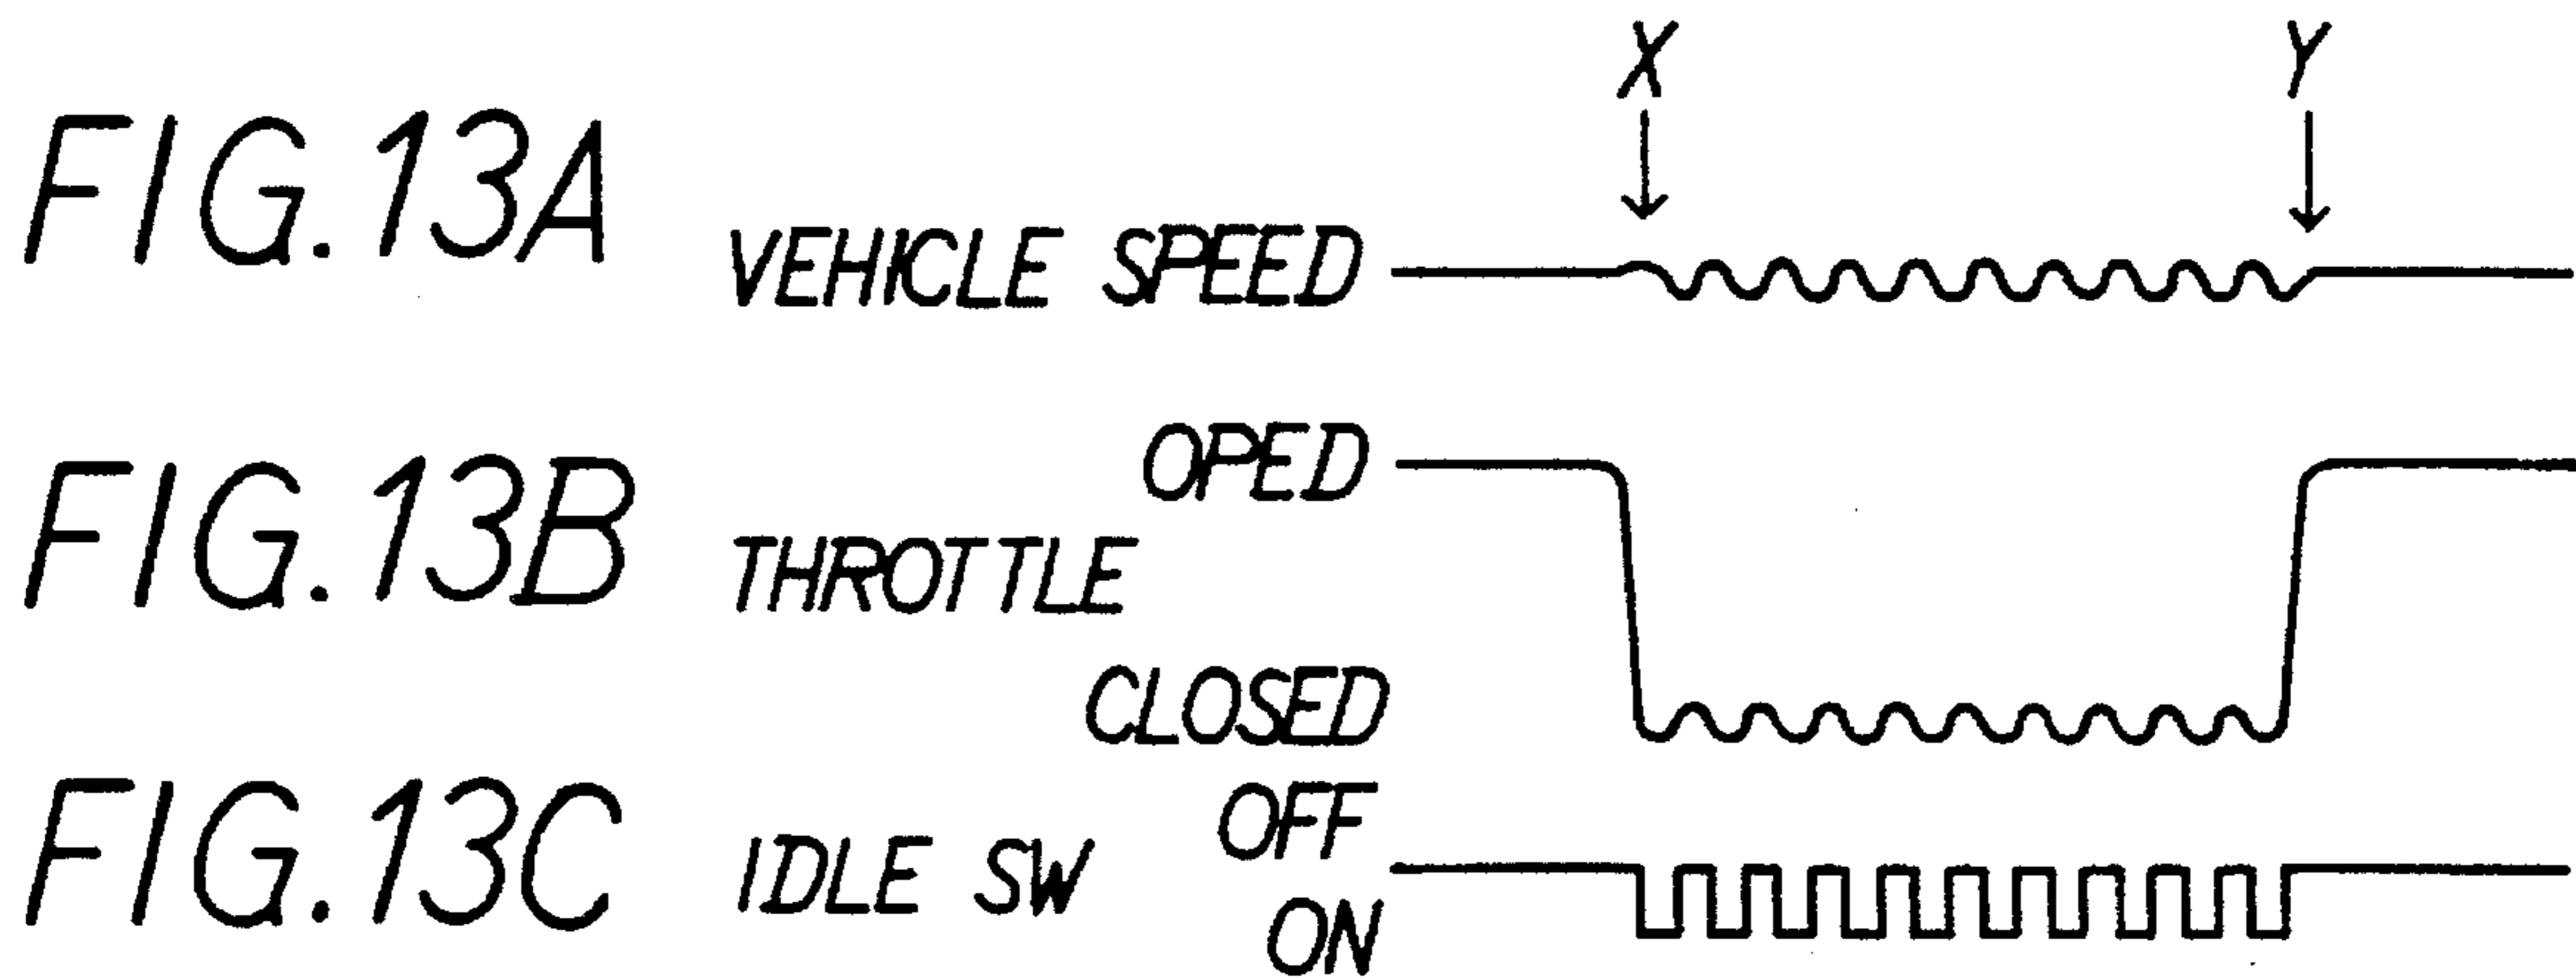 X Y
FIG.13A VEHICLE SPEED
OPED
FIG.13B THROTTLE
CLOSED
FIG.13C IDLE SW OFF
ON